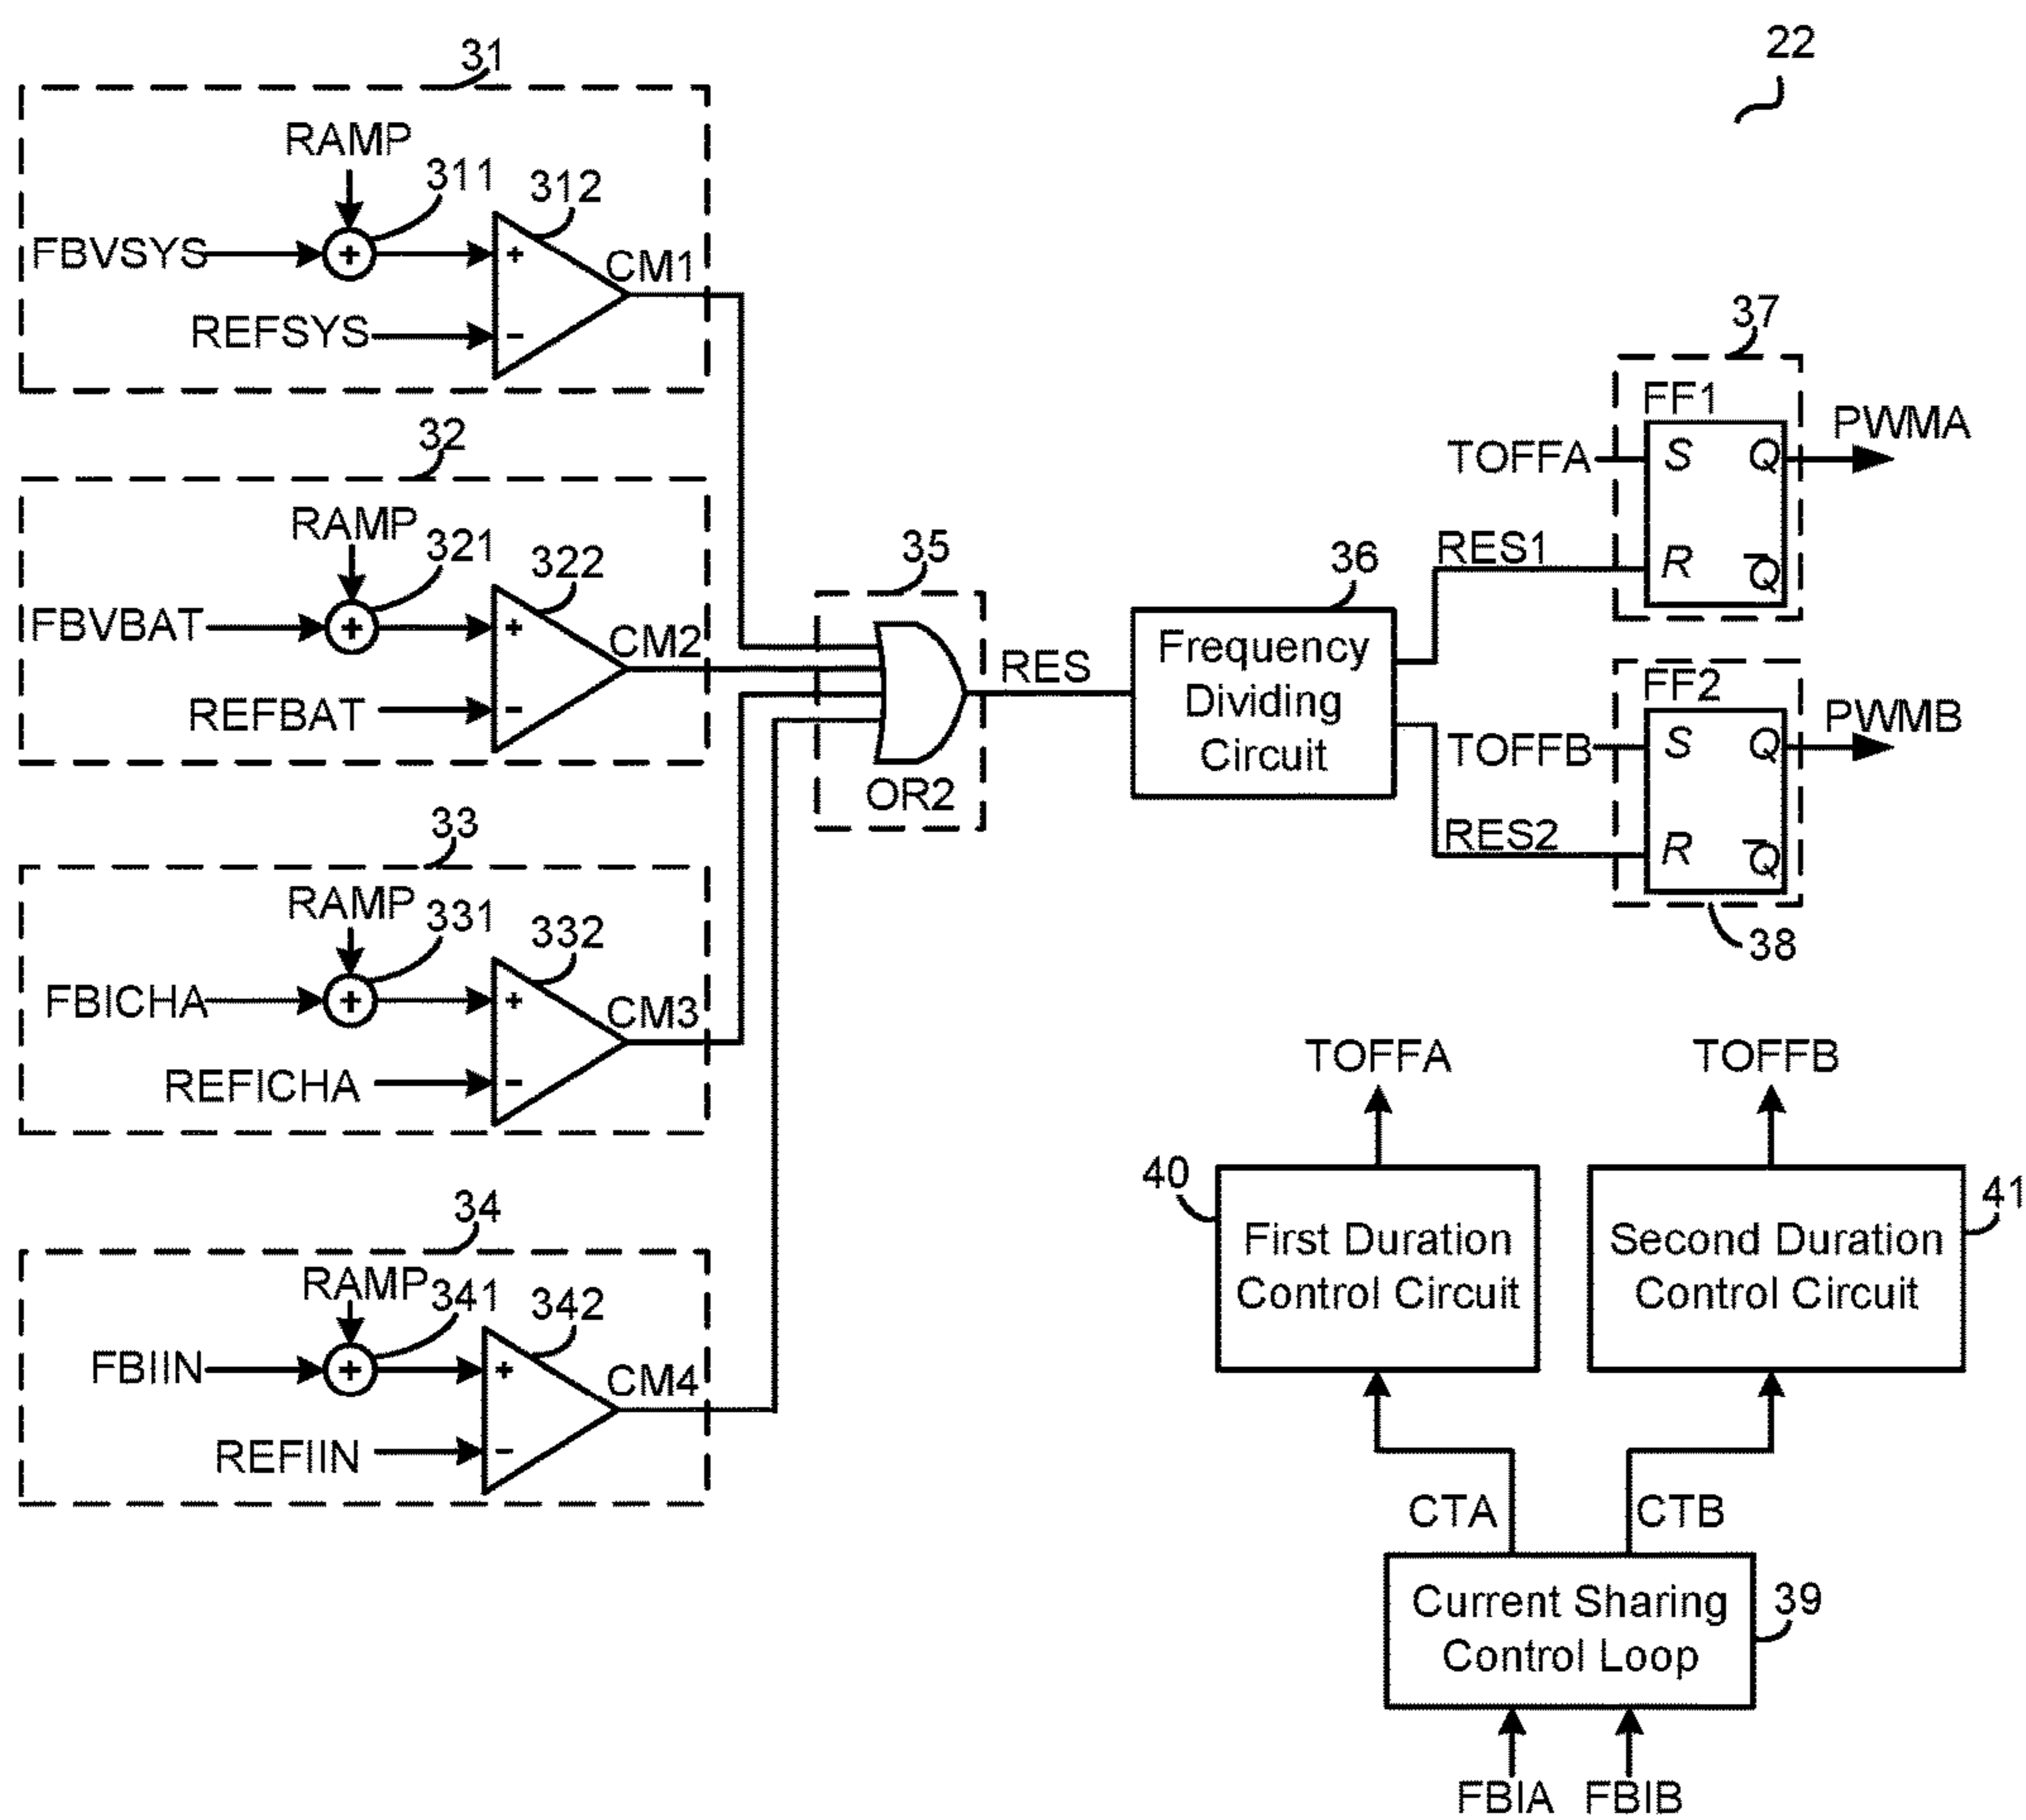 22
31
RAMP
311
312
FBVSYS
+
+
CM1
REFSYS
-
32
RAMP
321
322
FBVBAT
+
+
CM2
REFBAT
-
33
RAMP
331
332
FBICHA
+
+
CM3
REFICHA
-
34
RAMP
341
342
FBIIN
+
+
CM4
REFIIN
-
35
OR2
RES
36
Frequency
Dividing
Circuit
RES1
RES2
37
FF1
TOFFA
S
Q
PWMA
R
Q̅
FF2
TOFFB
S
Q
PWMB
R
Q̅
38
TOFFA
TOFFB
40
First Duration
Control Circuit
41
Second Duration
Control Circuit
CTA
CTB
Current Sharing
Control Loop
39
FBIA
FBIB